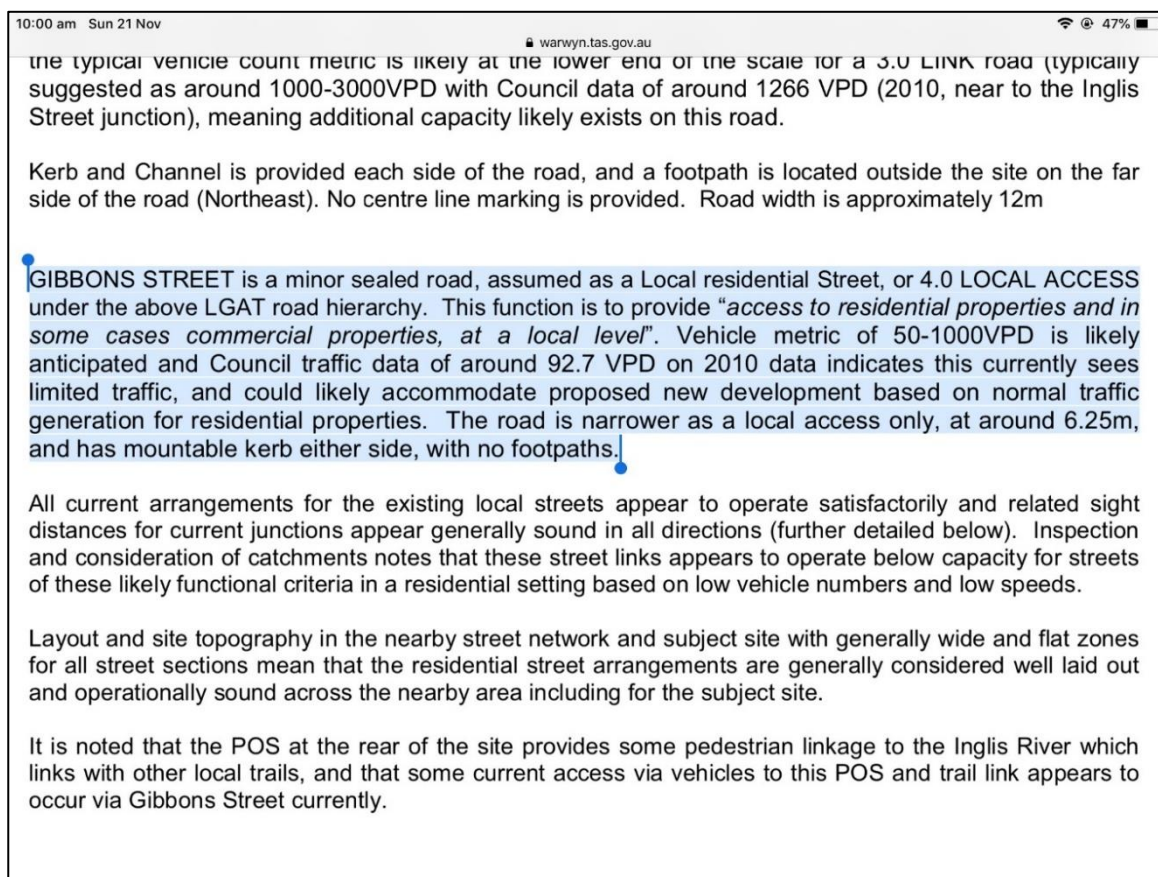 10:00 am Sun 21 Nov
47%
warwyn.tas.gov.au
the typical vehicle count metric is likely at the lower end of the scale for a 3.0 LINK road (typically
suggested as around 1000-3000VPD with Council data of around 1266 VPD (2010, near to the Inglis
Street junction), meaning additional capacity likely exists on this road.
Kerb and Channel is provided each side of the road, and a footpath is located outside the site on the far
side of the road (Northeast). No centre line marking is provided. Road width is approximately 12m
GIBBONS STREET is a minor sealed road, assumed as a Local residential Street, or 4.0 LOCAL ACCESS
under the above LGAT road hierarchy. This function is to provide “access to residential properties and in
some cases commercial properties, at a local level”. Vehicle metric of 50-1000VPD is likely
anticipated and Council traffic data of around 92.7 VPD on 2010 data indicates this currently sees
limited traffic, and could likely accommodate proposed new development based on normal traffic
generation for residential properties. The road is narrower as a local access only, at around 6.25m,
and has mountable kerb either side, with no footpaths.
All current arrangements for the existing local streets appear to operate satisfactorily and related sight
distances for current junctions appear generally sound in all directions (further detailed below). Inspection
and consideration of catchments notes that these street links appears to operate below capacity for streets
of these likely functional criteria in a residential setting based on low vehicle numbers and low speeds.
Layout and site topography in the nearby street network and subject site with generally wide and flat zones
for all street sections mean that the residential street arrangements are generally considered well laid out
and operationally sound across the nearby area including for the subject site.
It is noted that the POS at the rear of the site provides some pedestrian linkage to the Inglis River which
links with other local trails, and that some current access via vehicles to this POS and trail link appears to
occur via Gibbons Street currently.